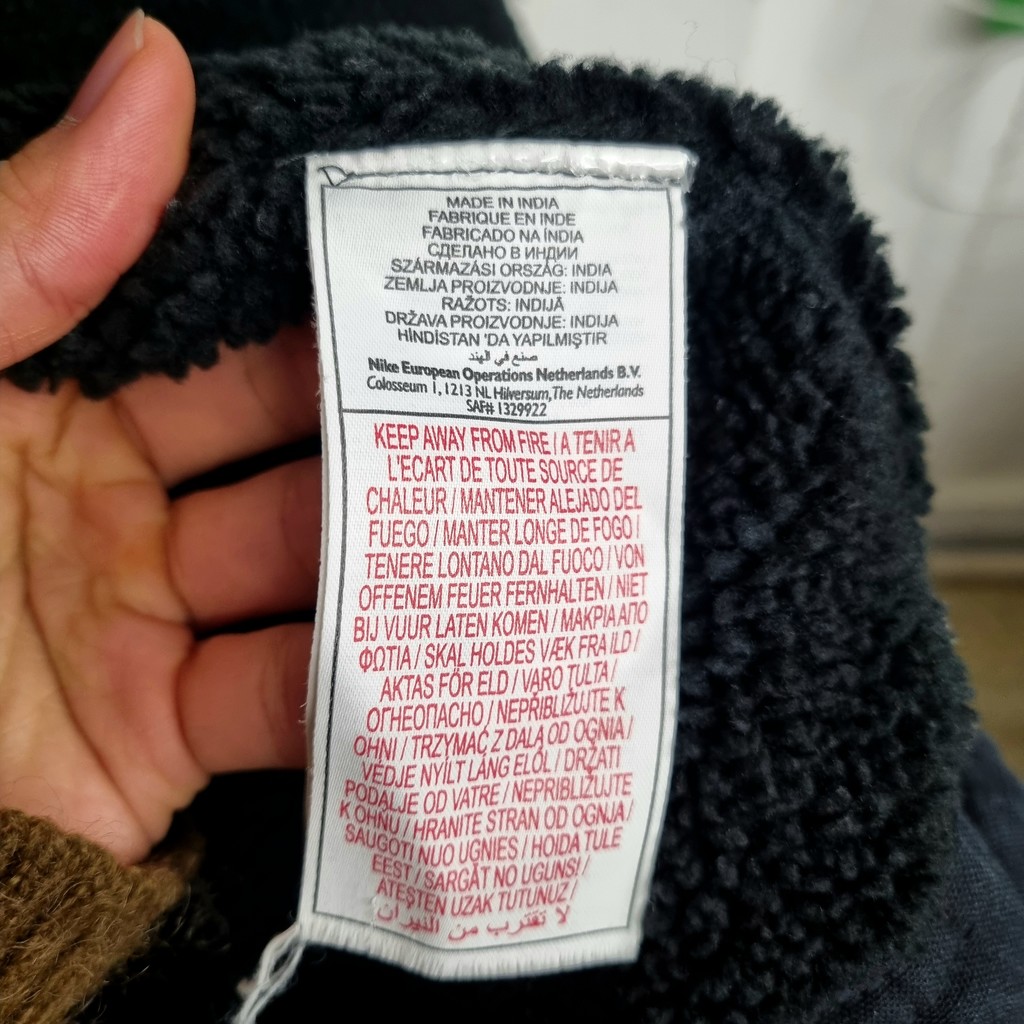 MADE IN INDIA
FABRIQUE EN INDE
FABRICADO NA ÍNDIA
СДЕЛАНО В ИНДИИ
SZÁRMAZÁSI ORSZÁG: INDIA
ZEMLJA PROIZVODNJE: INDIJA
RAŽOTS: INDIJĀ
DRŽAVA PROIZVODNJE: INDIJA
HİNDİSTAN 'DA YAPILMIŞTIR
صنع في الهند
Nike European Operations Netherlands B.V.
Colosseum 1, 1213 NL Hilversum, The Netherlands
SAF# 1329922
KEEP AWAY FROM FIRE / A TENIR A
L'ECART DE TOUTE SOURCE DE
CHALEUR / MANTENER ALEJADO DEL
FUEGO / MANTER LONGE DE FOGO /
TENERE LONTANO DAL FUOCO / VON
OFFENEM FEUER FERNHALTEN / NIET
BIJ VUUR LATEN KOMEN / ΜΑΚΡΙΑ ΑΠΟ
ΦΩΤΙΑ / SKAL HOLDES VÆK FRA ILD /
AKTAS FÖR ELD / VARO TULTA /
ОГНЕОПАСНО / NEPŘIBLIŽUJTE K
OHNI / TRZYMAĆ Z DALA OD OGNIA /
VEDJE NYÍLT LÁNG ELŐL / DRŽATI
PODALJE OD VATRE / NEPRIBLIŽUJTE
K OHŇU / HRANITE STRAN OD OGNJA /
SAUGOTI NUO UGNIES / HOIDA TULE
EEST / SARGĀT NO UGUNS! /
ATEŞTEN UZAK TUTUNUZ /
لا تقترب من النيران